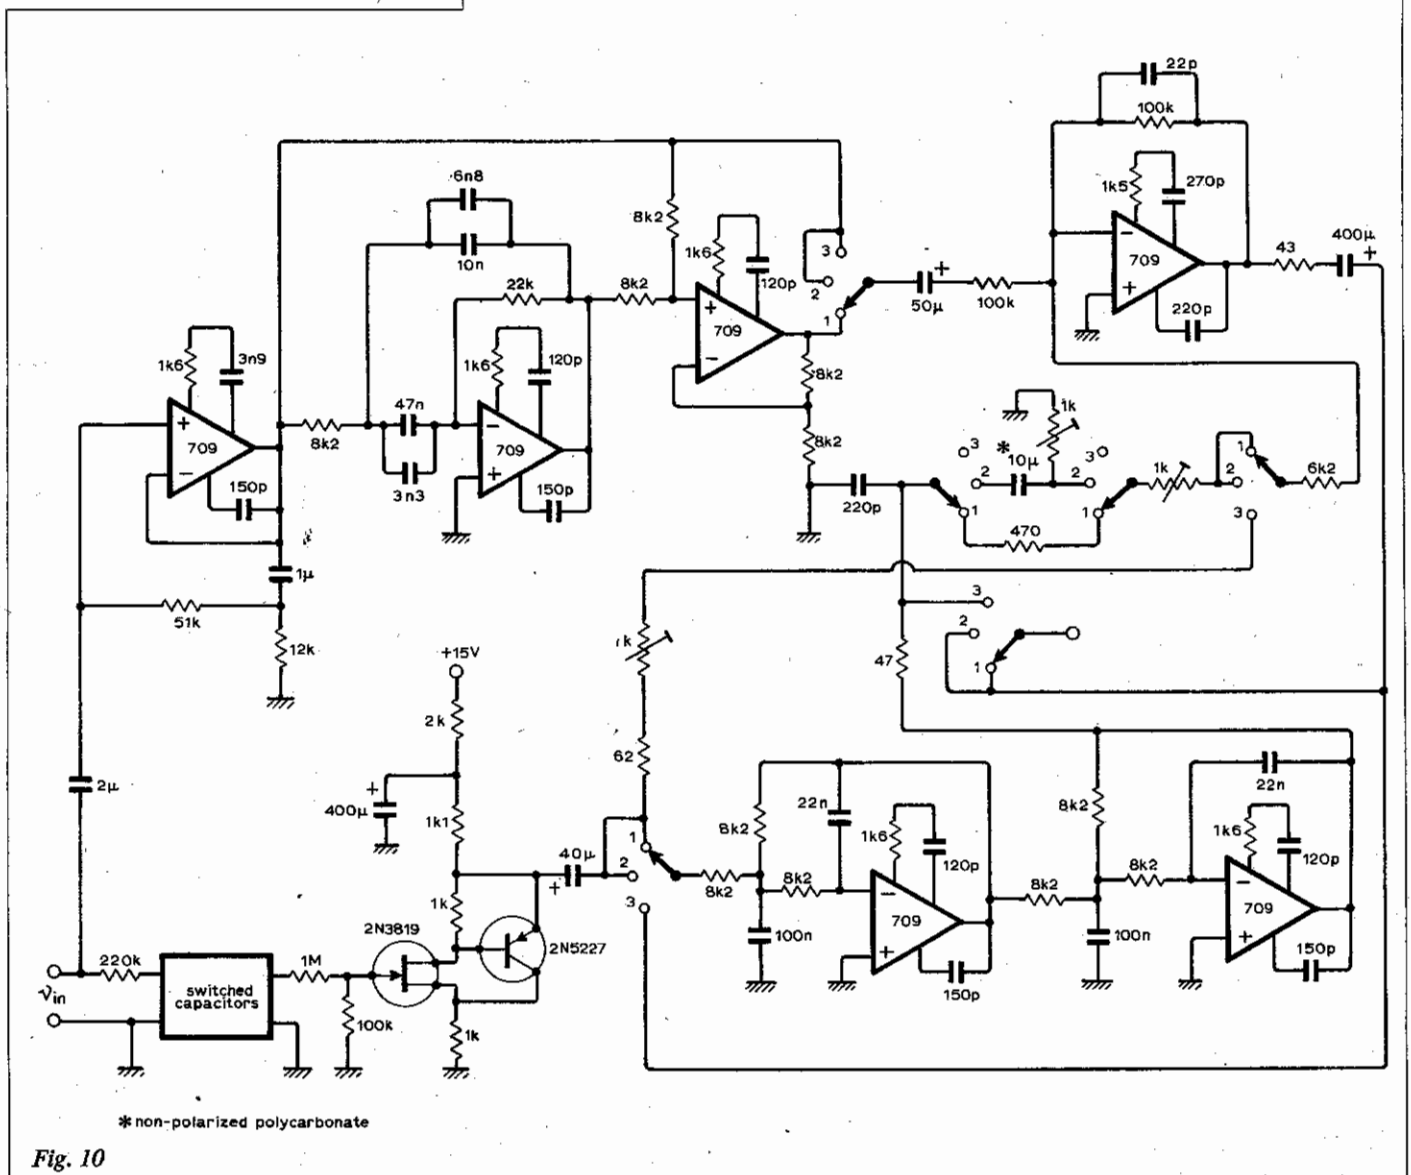 22p
100k
6n8
1k5
270p
8k2
10n
1k6
3
400μ
+
−
709
43
120p
2
+
22k
8k2
+
1
50μ
100k
+
220p
709
1k6
3n9
1k6
120p
−
8k2
47n
1k
+
8k2
−
3
*
10μ
3
1
709
709
8k2
2
2
1k
2
6k2
−
3n3
+
150p
150p
220p
1
1
3
470
1μ
51k
3
12k
+15V
2
1k
47
1
2k
62
+
2μ
22n
22n
400μ
1k1
8k2
8k2
1k6
1k6
40μ
1
120p
120p
+
2
8k2
8k2
8k2
8k2
−
1k
3
−
709
2N3819
709
100n
2N5227
100n
+
+
220k
1M
150p
νin
switched
capacitors
150p
100k
1k
* non-polarized polycarbonate
Fig. 10